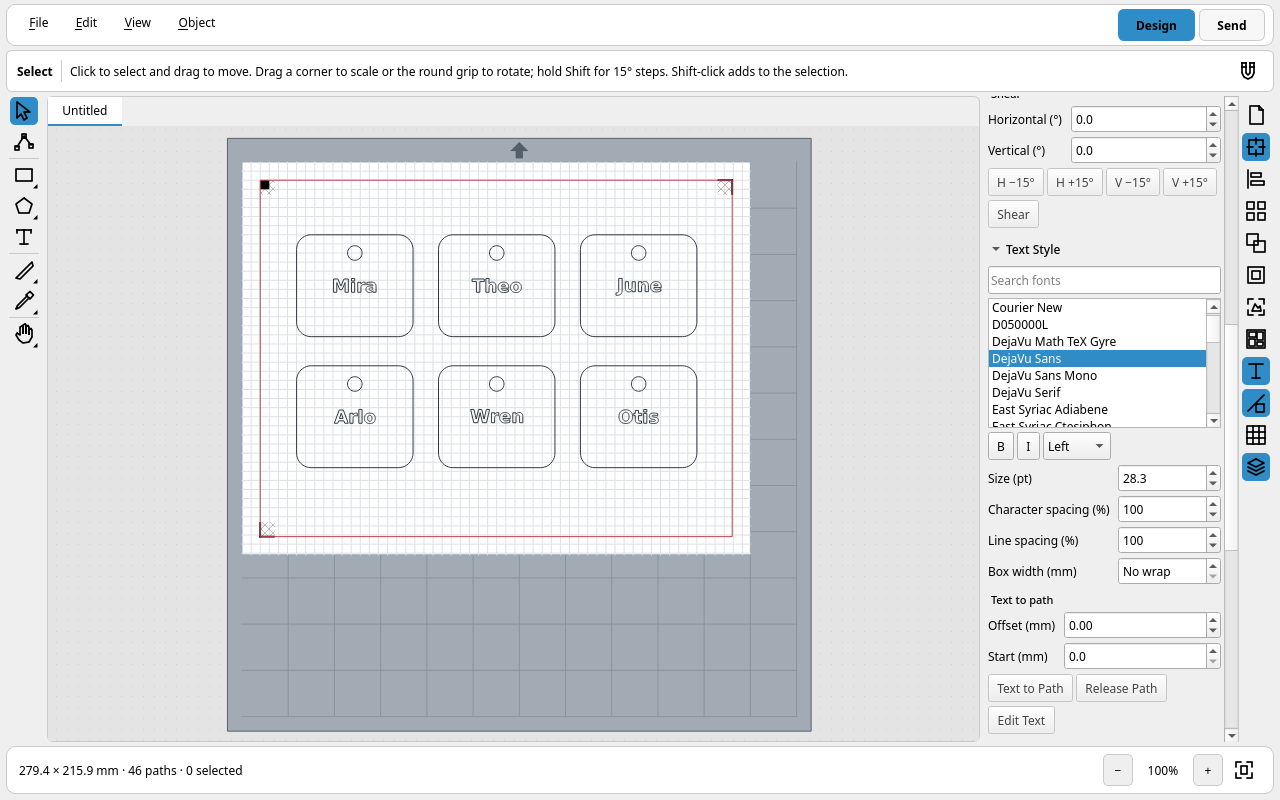 File Edit View Object Design Send
Select Click to select and drag to move. Drag a corner to scale or the round grip to rotate; hold Shift for 15° steps. Shift-click adds to the selection.
Untitled
Mira Theo June
Arlo Wren Otis
Shear
Horizontal (°) 0.0
Vertical (°) 0.0
H −15° H +15° V −15° V +15°
Shear
Text Style
Search fonts
Courier New
D050000L
DejaVu Math TeX Gyre
DejaVu Sans
DejaVu Sans Mono
DejaVu Serif
East Syriac Adiabene
East Syriac Ctesiphon
B I Left
Size (pt) 28.3
Character spacing (%) 100
Line spacing (%) 100
Box width (mm) No wrap
Text to path
Offset (mm) 0.00
Start (mm) 0.0
Text to Path Release Path
Edit Text
279.4 × 215.9 mm · 46 paths · 0 selected
− 100% +